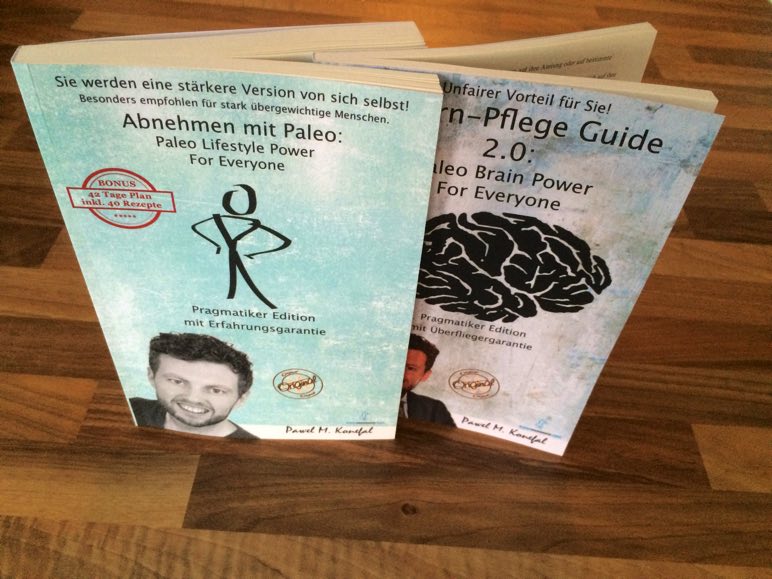 Sie werden eine stärkere Version von sich selbst!
Besonders empfohlen für stark übergewichtige Menschen.
Abnehmen mit Paleo:
Paleo Lifestyle Power
For Everyone
BONUS
42 Tage Plan
inkl. 40 Rezepte
Pragmatiker Edition
mit Erfahrungsgarantie
Original
Pawel M. Konefal
Unfairer Vorteil für Sie!
rn-Pflege Guide
2.0:
aleo Brain Power
For Everyone
Pragmatiker Edition
mit Überfliegergarantie
Original
Pawel M. Konefal